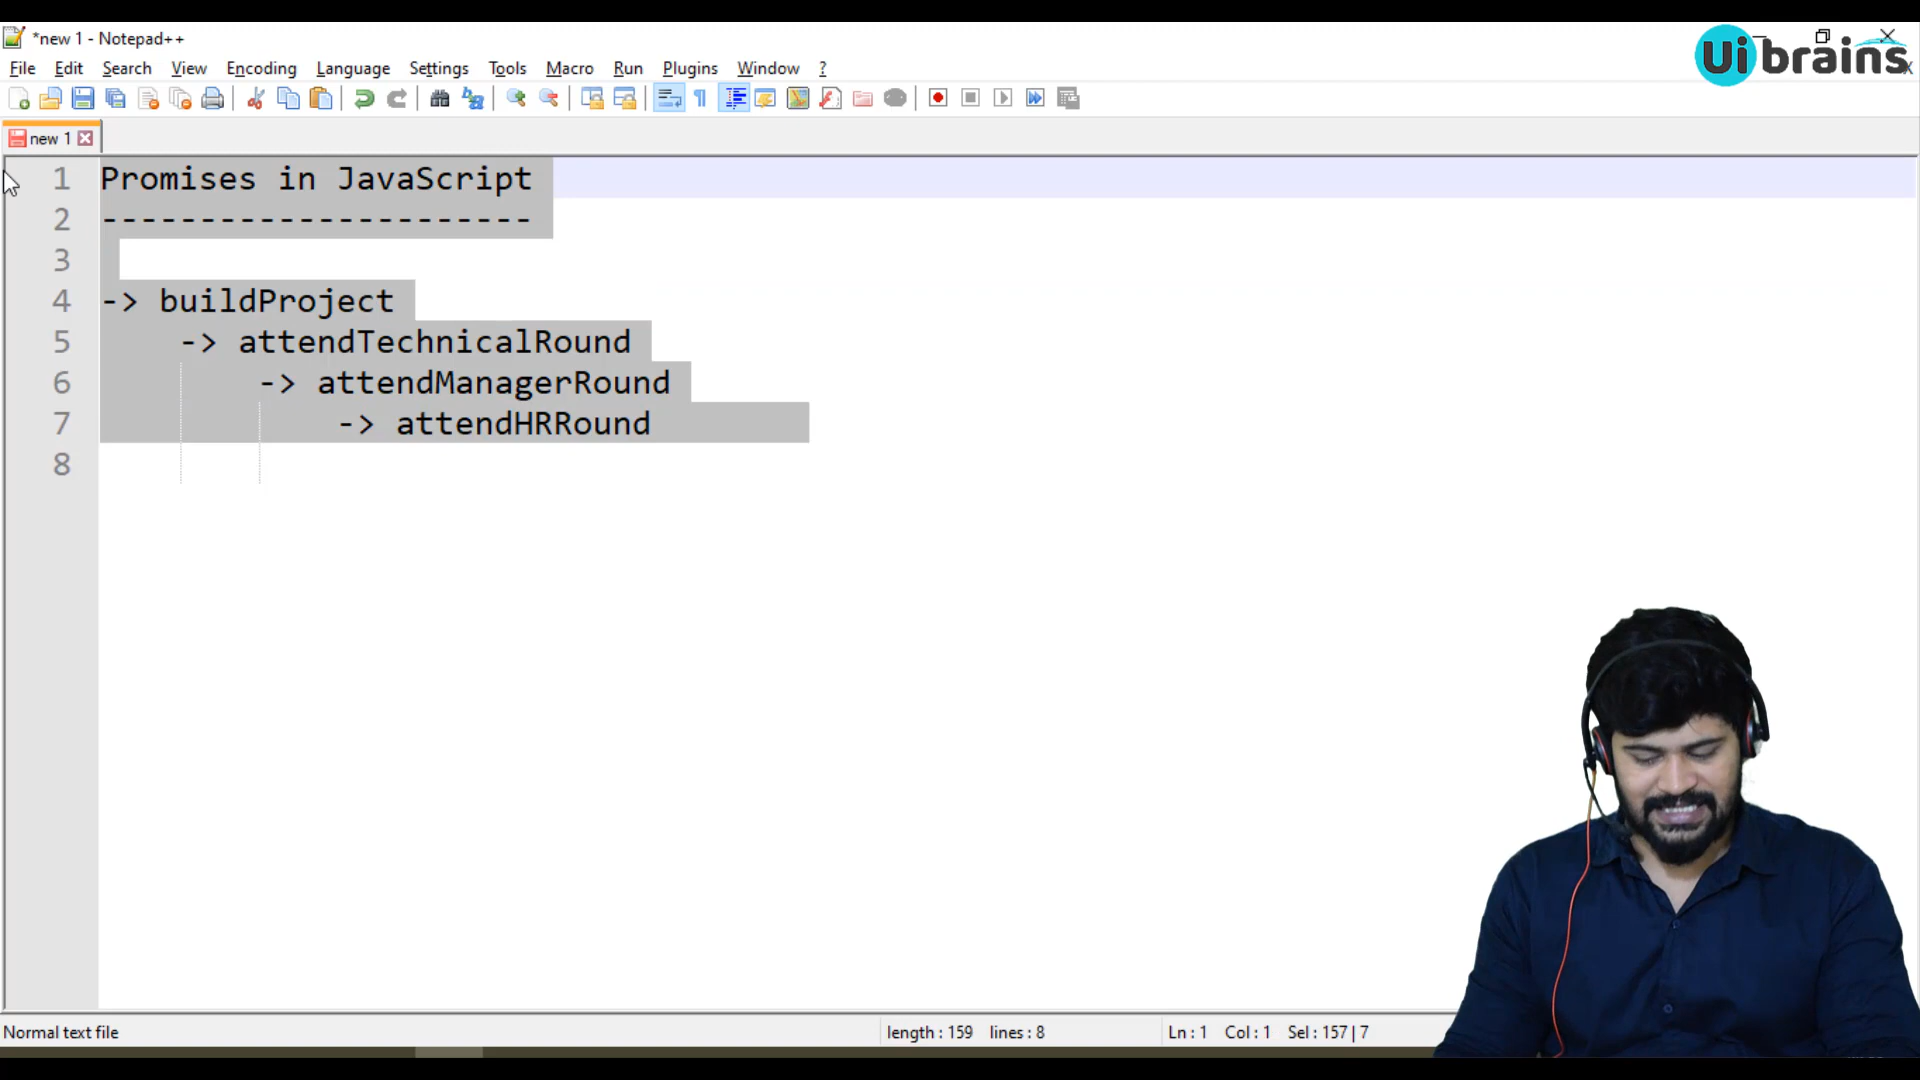 *new 1 - Notepad++
Ui brains
File Edit Search View Encoding Language Settings Tools Macro Run Plugins Window ?
new 1
1 Promises in JavaScript
2 ----------------------
3
4 -> buildProject
5 -> attendTechnicalRound
6 -> attendManagerRound
7 -> attendHRRound
8
Normal text file length : 159 lines : 8 Ln : 1 Col : 1 Sel : 157 | 7